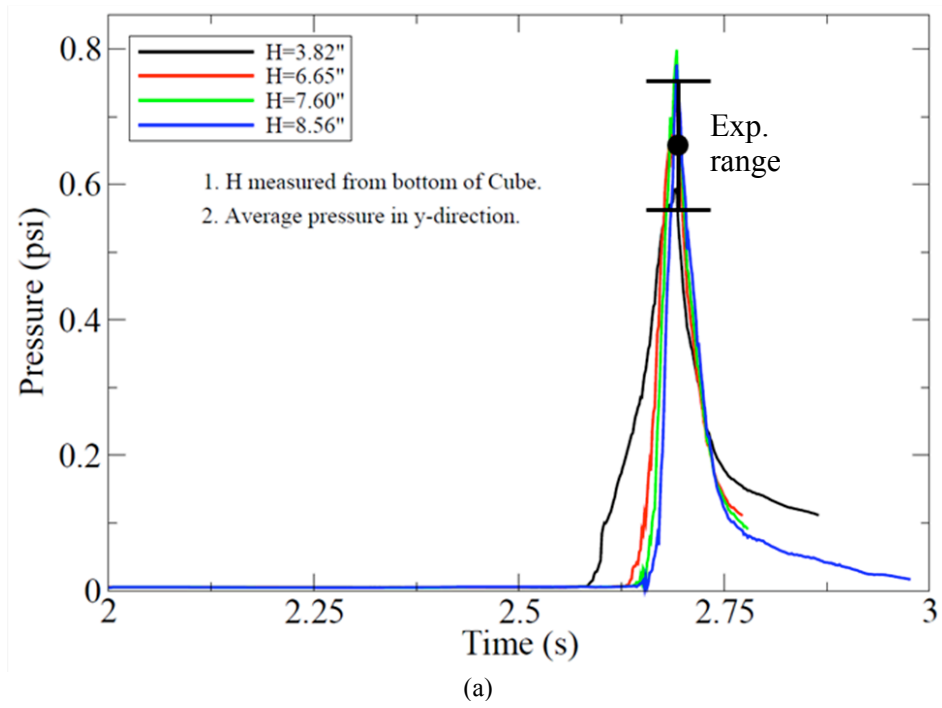 0.8
0.6
0.4
0.2
0
Pressure (psi)
H=3.82"
H=6.65"
H=7.60"
H=8.56"
1. H measured from bottom of Cube.
2. Average pressure in y-direction.
Exp.
range
2 2.25 2.5 2.75 3
Time (s)
(a)